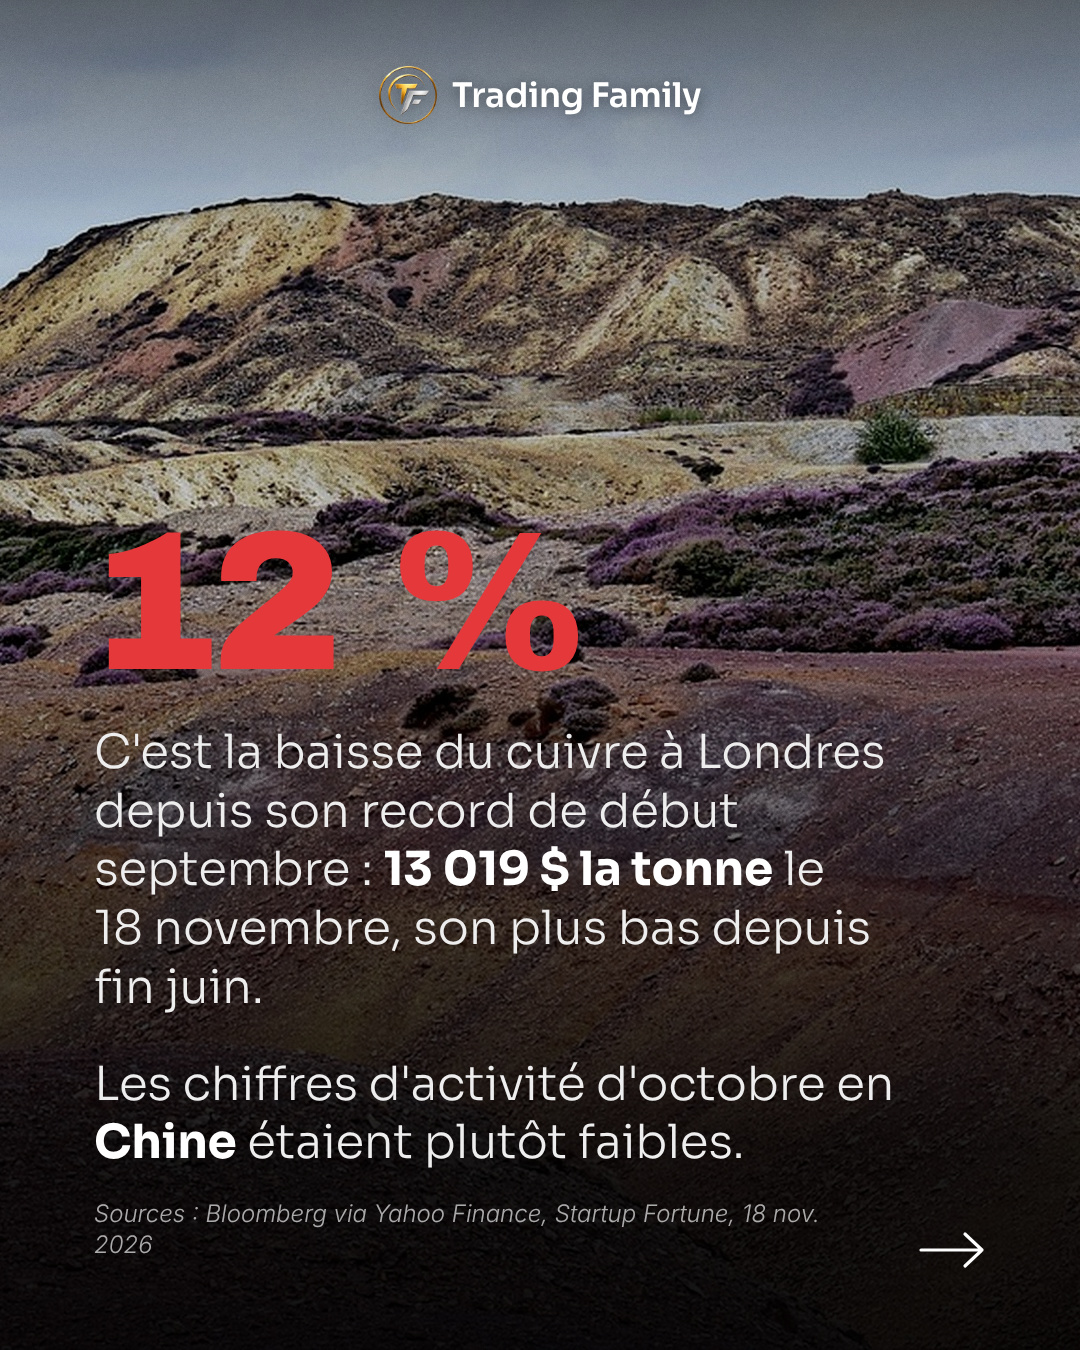 Trading Family
12 %
C'est la baisse du cuivre à Londres
depuis son record de début
septembre : 13 019 $ la tonne le
18 novembre, son plus bas depuis
fin juin.
Les chiffres d'activité d'octobre en
Chine étaient plutôt faibles.
Sources : Bloomberg via Yahoo Finance, Startup Fortune, 18 nov.
2026